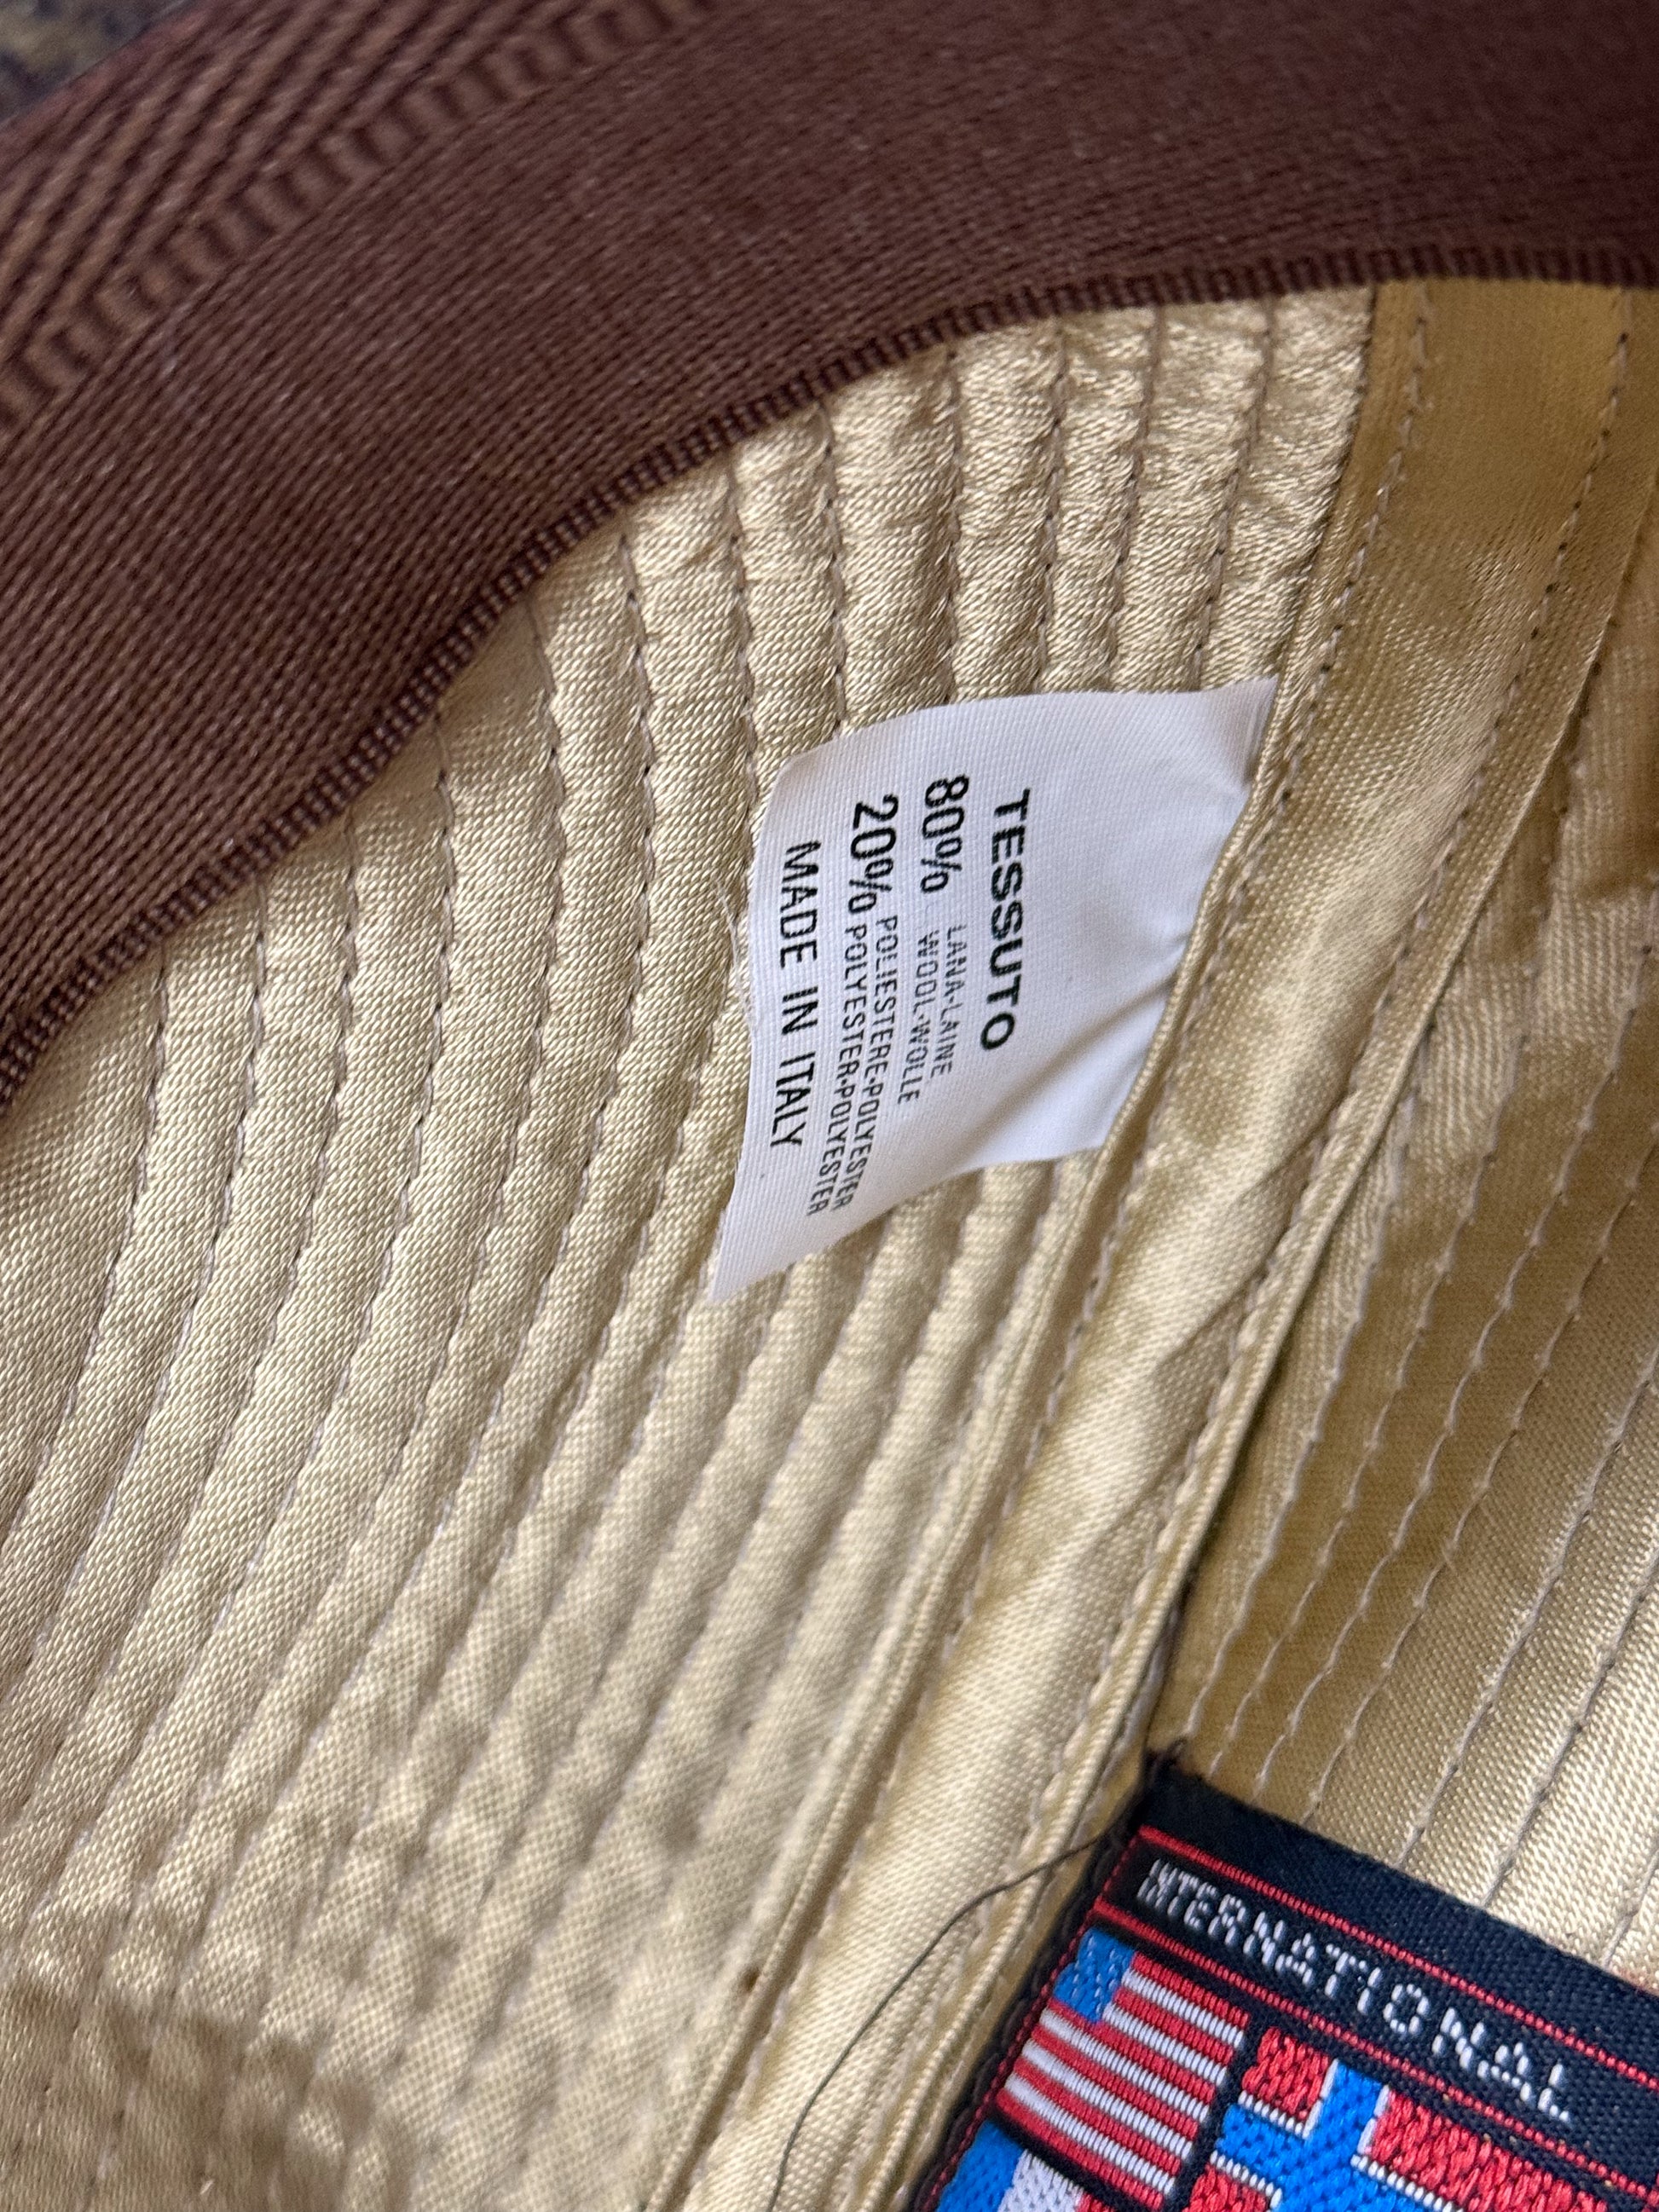 TESSUTO
80% LANA-LAINE
WOOL-WOLLE
20% POLIESTERE-POLYESTER
POLYESTER-POLYESTER
MADE IN ITALY
INTERNATIONAL